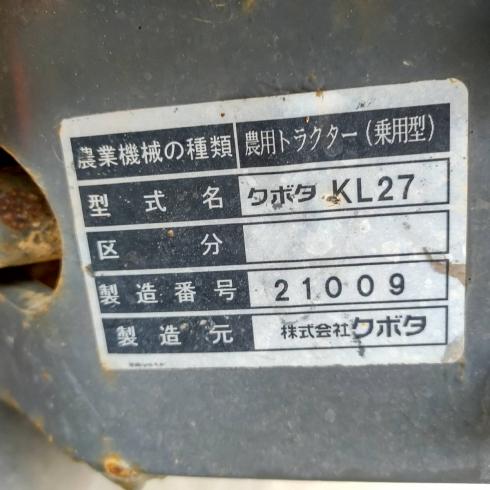 農業機械の種類 農用トラクター(乗用型)
型式名 クボタ KL27
区分
製造番号 21009
製造元 株式会社クボタ